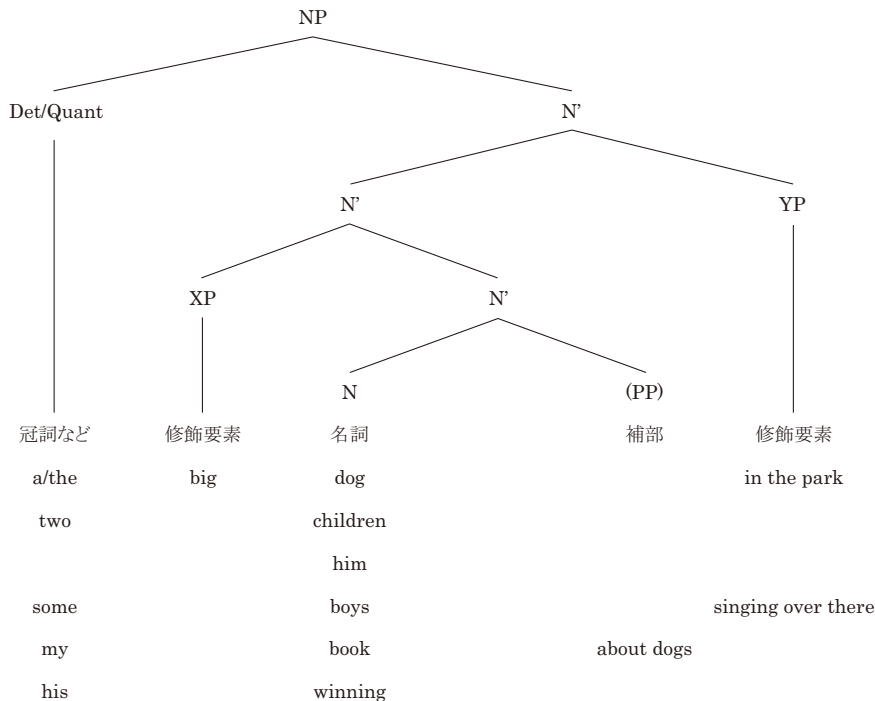 NP
Det/Quant N’
N’ YP
XP N’
N (PP)
冠詞など 修飾要素 名詞 補部 修飾要素
a/the big dog in the park
two children
him
some boys singing over there
my book about dogs
his winning